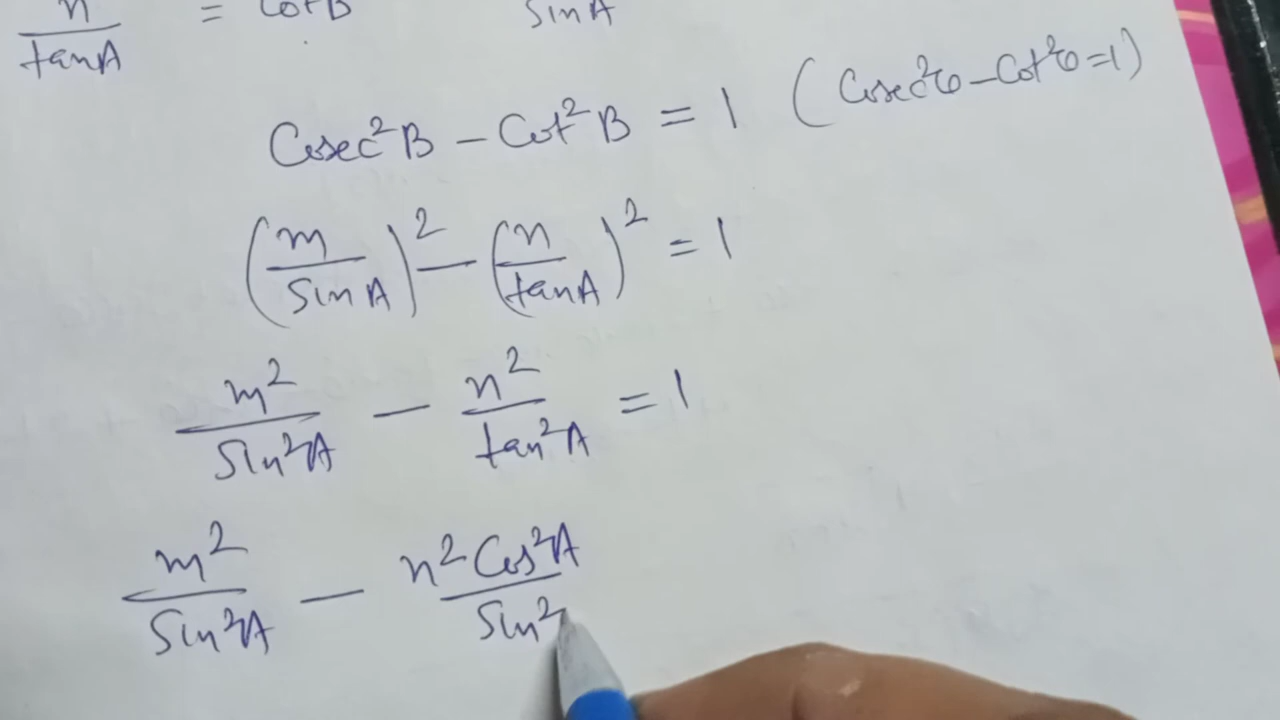 n/tanA = CotB sinA
Cosec²B – Cot²B = 1 (Cosec²θ – Cot²θ = 1)
(m/SinA)² – (n/tanA)² = 1
m²/Sin²A – n²/tan²A = 1
m²/Sin²A – n²Cos²A/Sin²